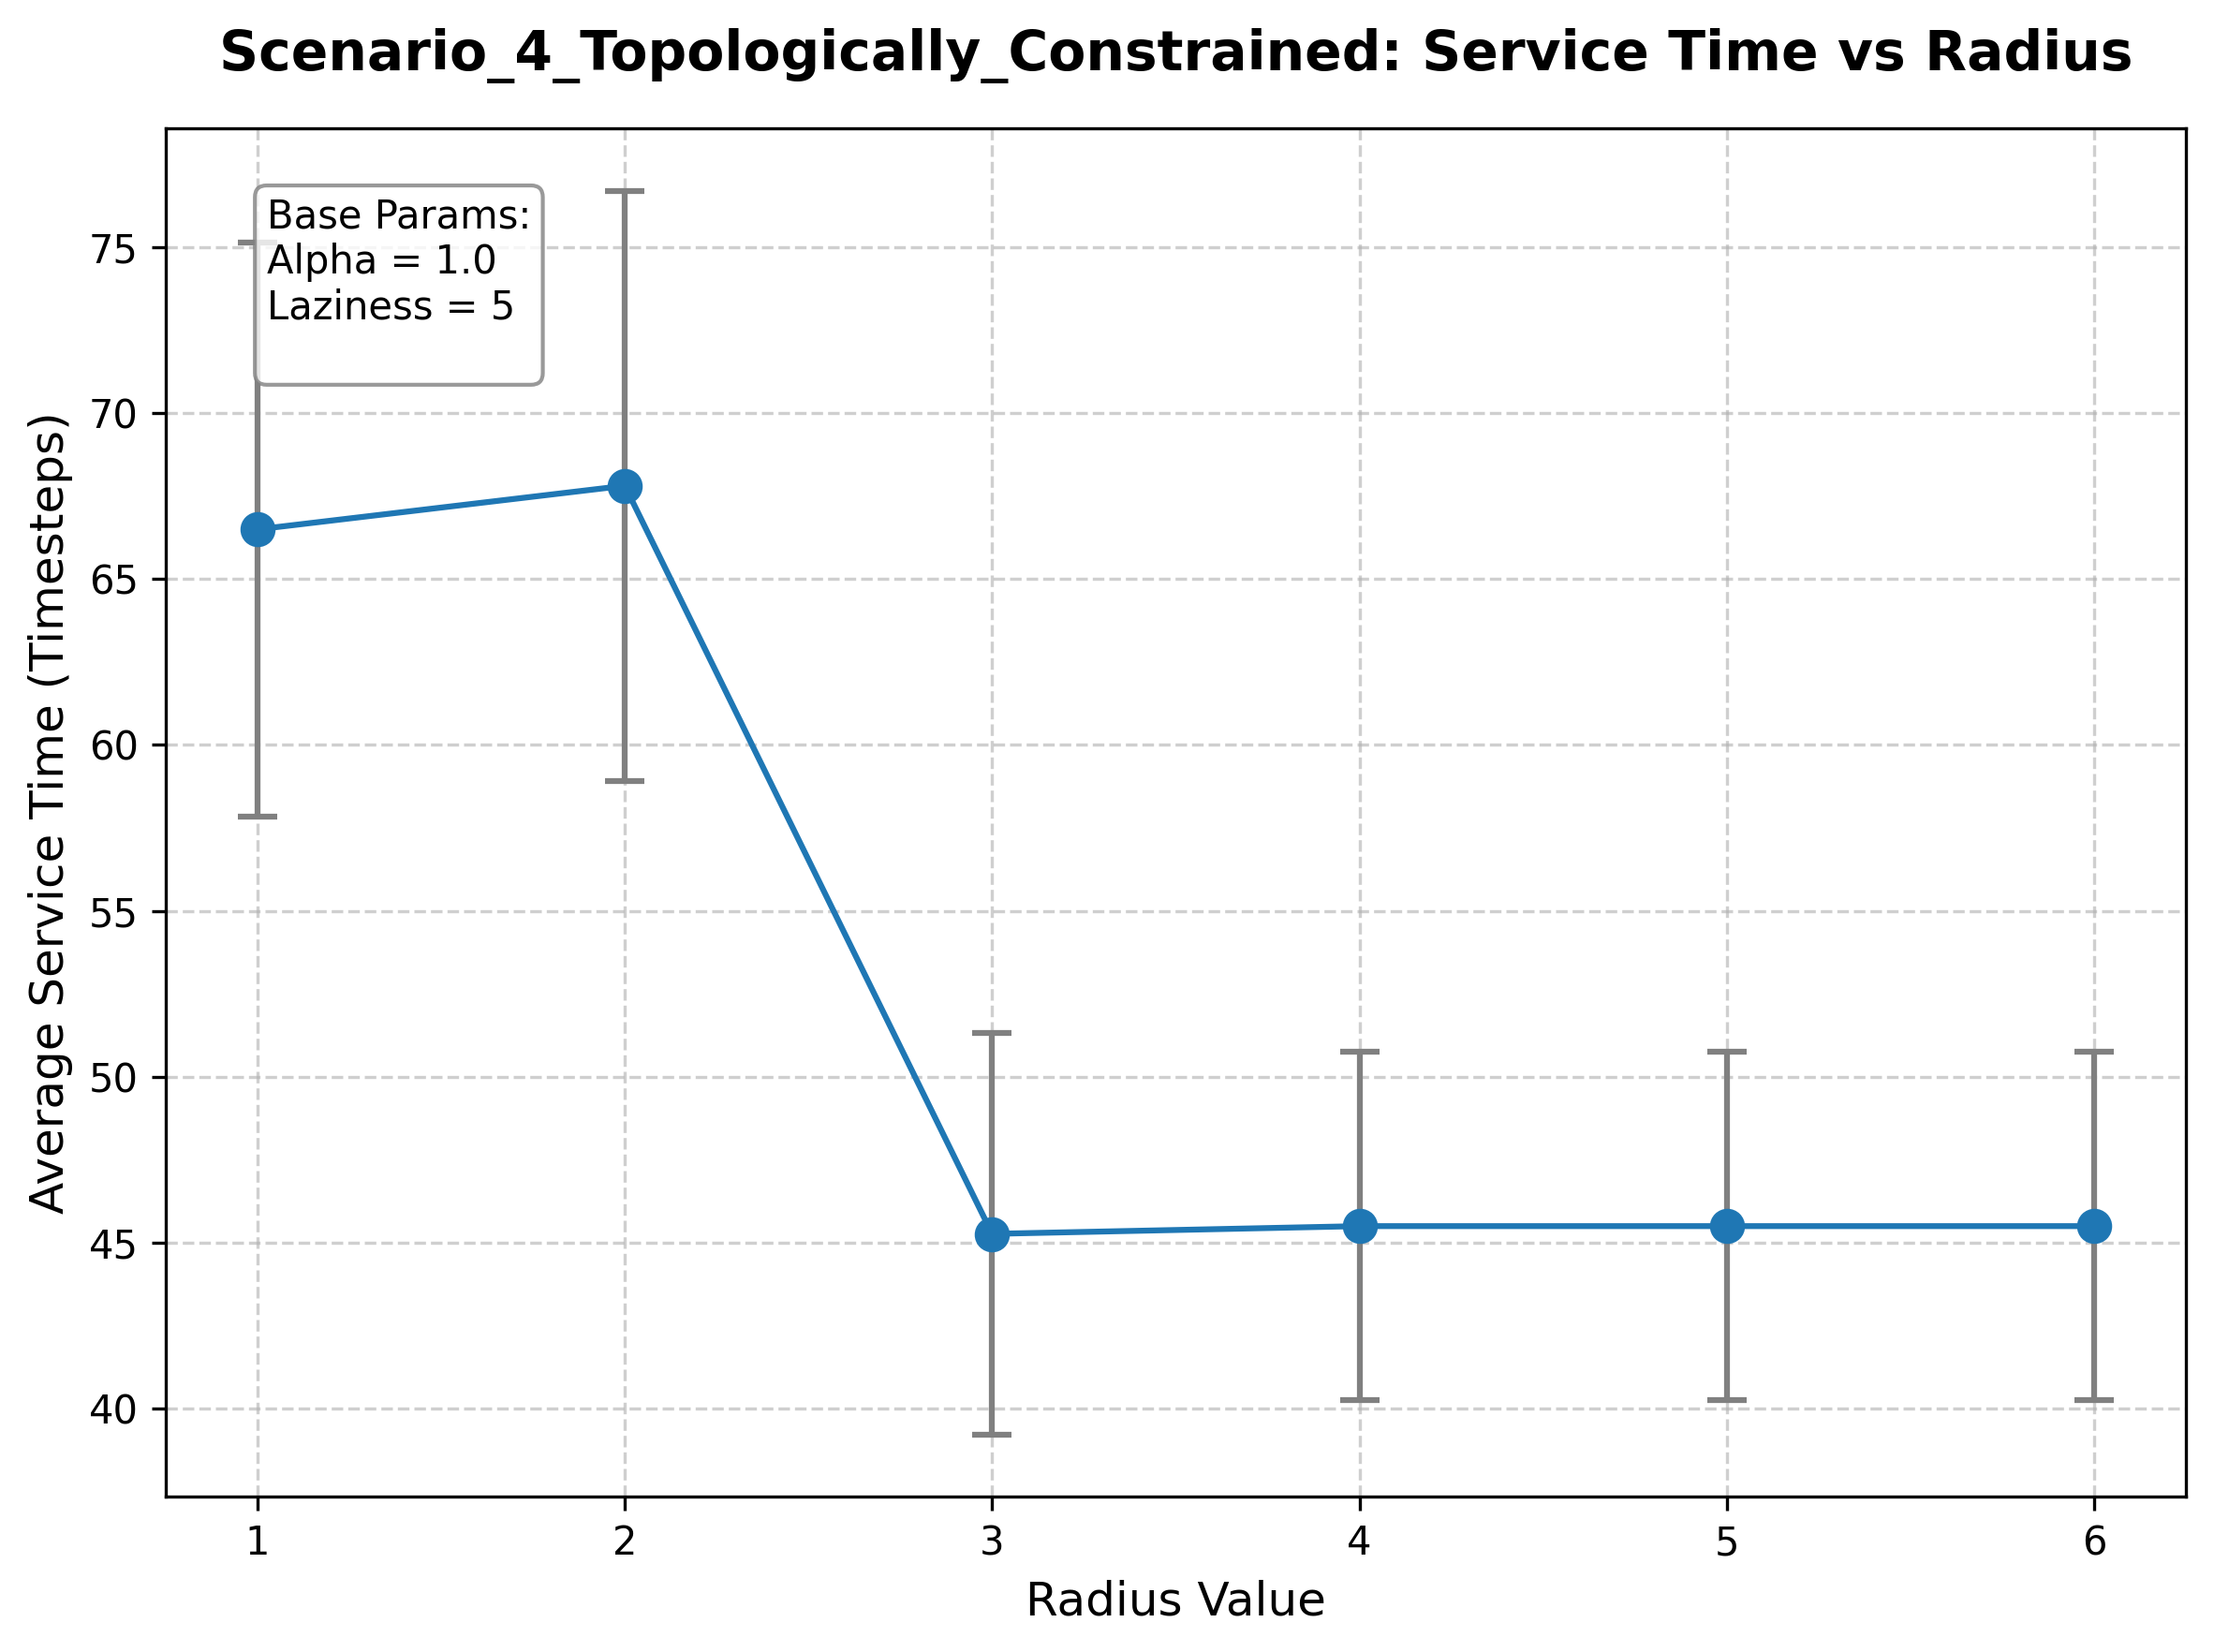 Scenario_4_Topologically_Constrained: Service Time vs Radius
Base Params:
Alpha = 1.0
Laziness = 5
Average Service Time (Timesteps)
75
70
65
60
55
50
45
40
1 2 3 4 5 6
Radius Value